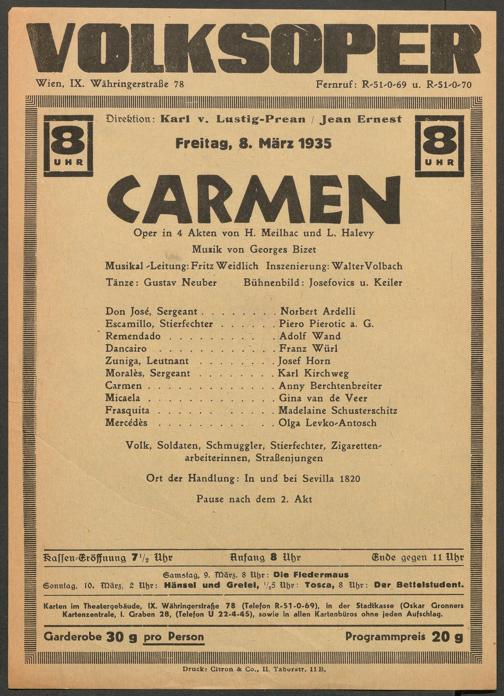 VOLKSOPER
Wien, IX. Währingerstraße 78 Fernruf: R-51-0-69 u. R-51-0-70
8 UHR
Direktion: Karl v. Lustig-Prean / Jean Ernest
8 UHR
Freitag, 8. März 1935
CARMEN
Oper in 4 Akten von H. Meilhac und L. Halevy
Musik von Georges Bizet
Musikal-Leitung: Fritz Weidlich Inszenierung: Walter Volbach
Tänze: Gustav Neuber Bühnenbild: Josefovics u. Keiler
Don José, Sergeant . . . . . . . . Norbert Ardelli
Escamillo, Stierfechter . . . . . . Piero Pierotic a. G.
Remendado . . . . . . . . . . . Adolf Wand
Dancairo . . . . . . . . . . . . Franz Würl
Zuniga, Leutnant . . . . . . . . . Josef Horn
Moralès, Sergeant . . . . . . . . . Karl Kirchweg
Carmen . . . . . . . . . . . . . Anny Berchtenbreiter
Micaela . . . . . . . . . . . . . Gina van de Veer
Frasquita . . . . . . . . . . . . Madelaine Schusterschitz
Mercédès . . . . . . . . . . . . Olga Levko-Antosch
Volk, Soldaten, Schmuggler, Stierfechter, Zigaretten-
arbeiterinnen, Straßenjungen
Ort der Handlung: In und bei Sevilla 1820
Pause nach dem 2. Akt
Kassen-Eröffnung 7½ Uhr Anfang 8 Uhr Ende gegen 11 Uhr
Samstag, 9. März, 8 Uhr: Die Fledermaus
Sonntag, 10. März, 2 Uhr: Hänsel und Gretel, ½5 Uhr: Tosca, 8 Uhr: Der Bettelstudent.
Karten im Theatergebäude, IX. Währingerstraße 78 (Telefon R-51-0-69), in der Stadtkasse (Oskar Gronners
Kartenzentrale, I. Graben 28, (Telefon U 22-4-45), sowie in allen Kartenbüros ohne jeden Aufschlag.
Garderobe 30 g pro Person Programmpreis 20 g
Druck: Citron & Co., II. Taborstr. 11 B.